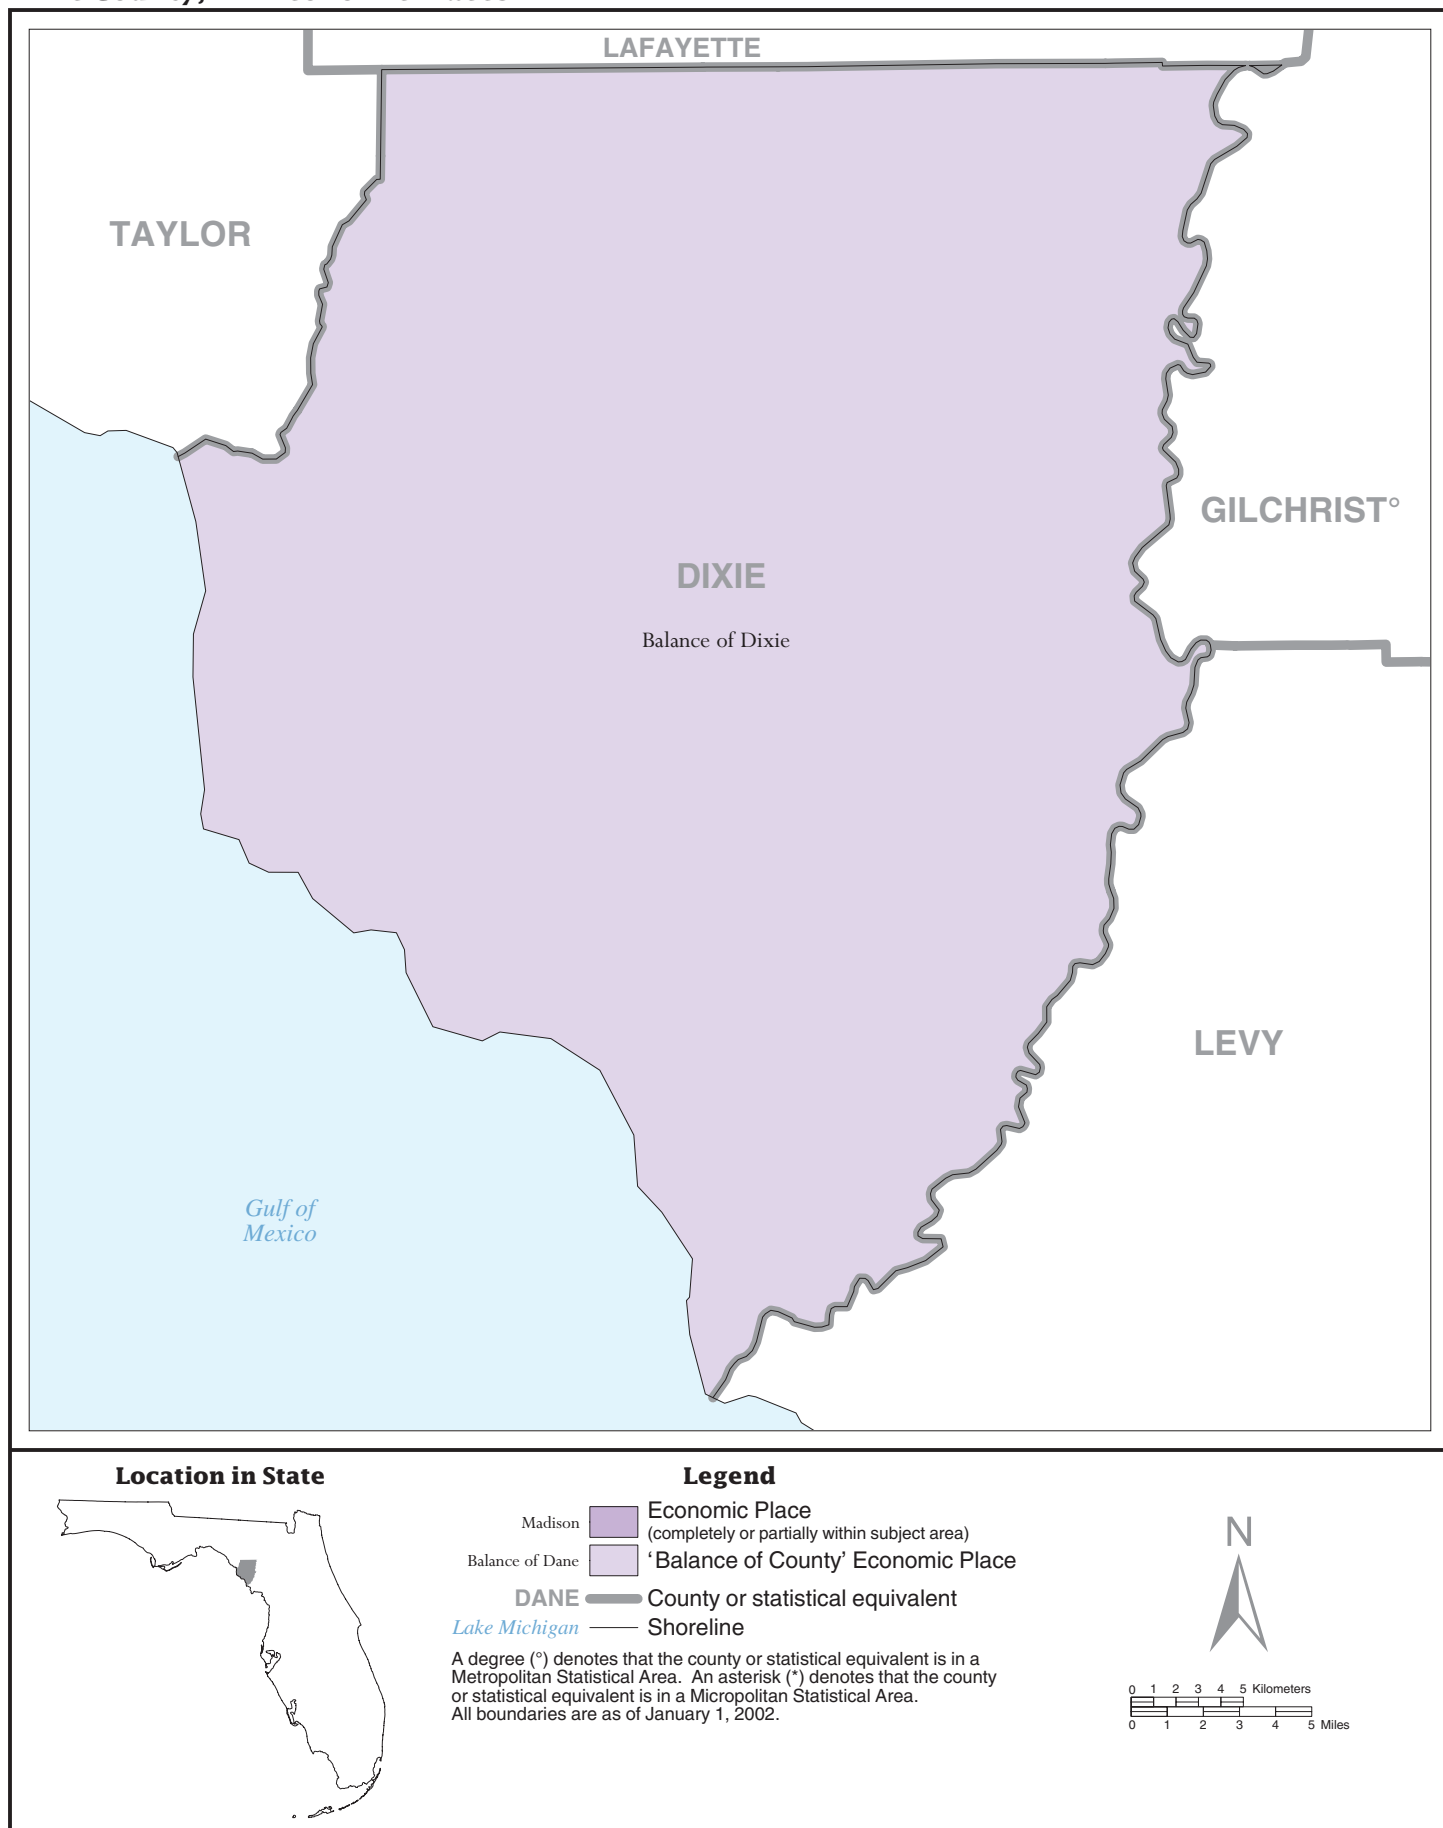 LAFAYETTE
TAYLOR
GILCHRIST°
DIXIE
Balance of Dixie
LEVY
Gulf of
Mexico
Location in State
Legend
Madison
Economic Place
(completely or partially within subject area)
Balance of Dane
‘Balance of County’ Economic Place
DANE
County or statistical equivalent
Lake Michigan
Shoreline
A degree (°) denotes that the county or statistical equivalent is in a
Metropolitan Statistical Area. An asterisk (*) denotes that the county
or statistical equivalent is in a Micropolitan Statistical Area.
All boundaries are as of January 1, 2002.
N
0 1 2 3 4 5 Kilometers
0 1 2 3 4 5 Miles